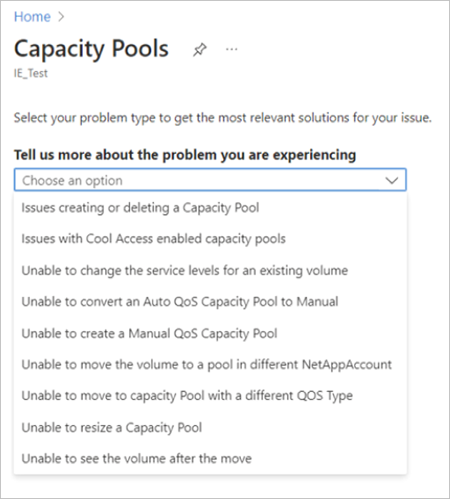 Home >
Capacity Pools ...
IE_Test
Select your problem type to get the most relevant solutions for your issue.
Tell us more about the problem you are experiencing
Choose an option
Issues creating or deleting a Capacity Pool
Issues with Cool Access enabled capacity pools
Unable to change the service levels for an existing volume
Unable to convert an Auto QoS Capacity Pool to Manual
Unable to create a Manual QoS Capacity Pool
Unable to move the volume to a pool in different NetAppAccount
Unable to move to capacity Pool with a different QOS Type
Unable to resize a Capacity Pool
Unable to see the volume after the move